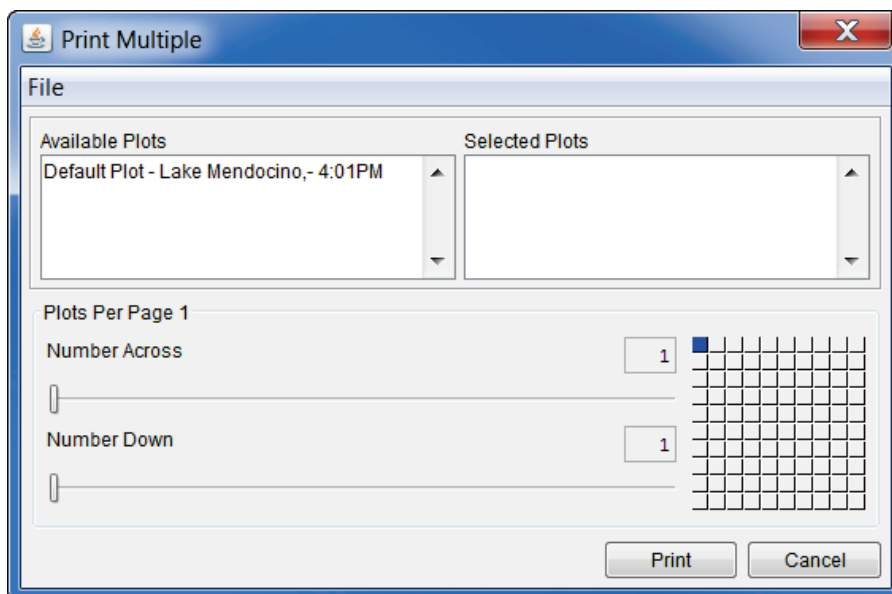 Print Multiple
File
Available Plots
Selected Plots
Default Plot - Lake Mendocino,- 4:01PM
Plots Per Page 1
Number Across
1
Number Down
1
Print
Cancel